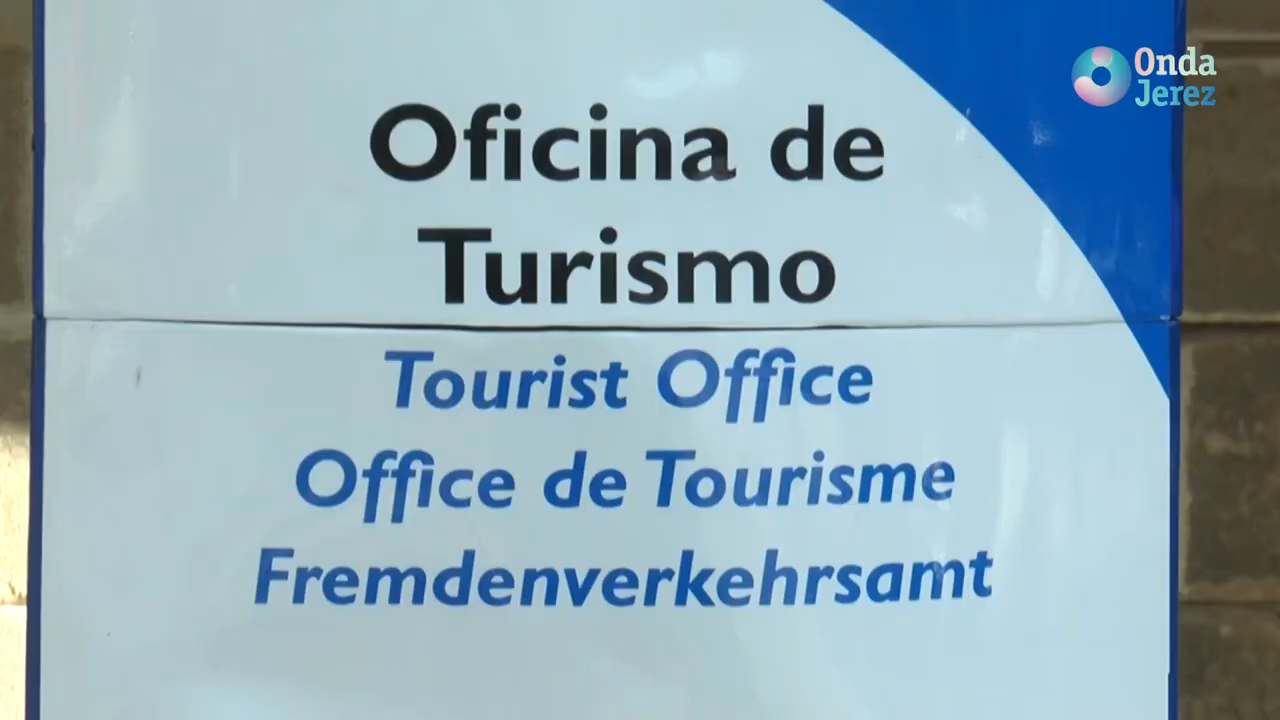 Onda
Jerez
Oficina de
Turismo
Tourist Office
Office de Tourisme
Fremdenverkehrsamt